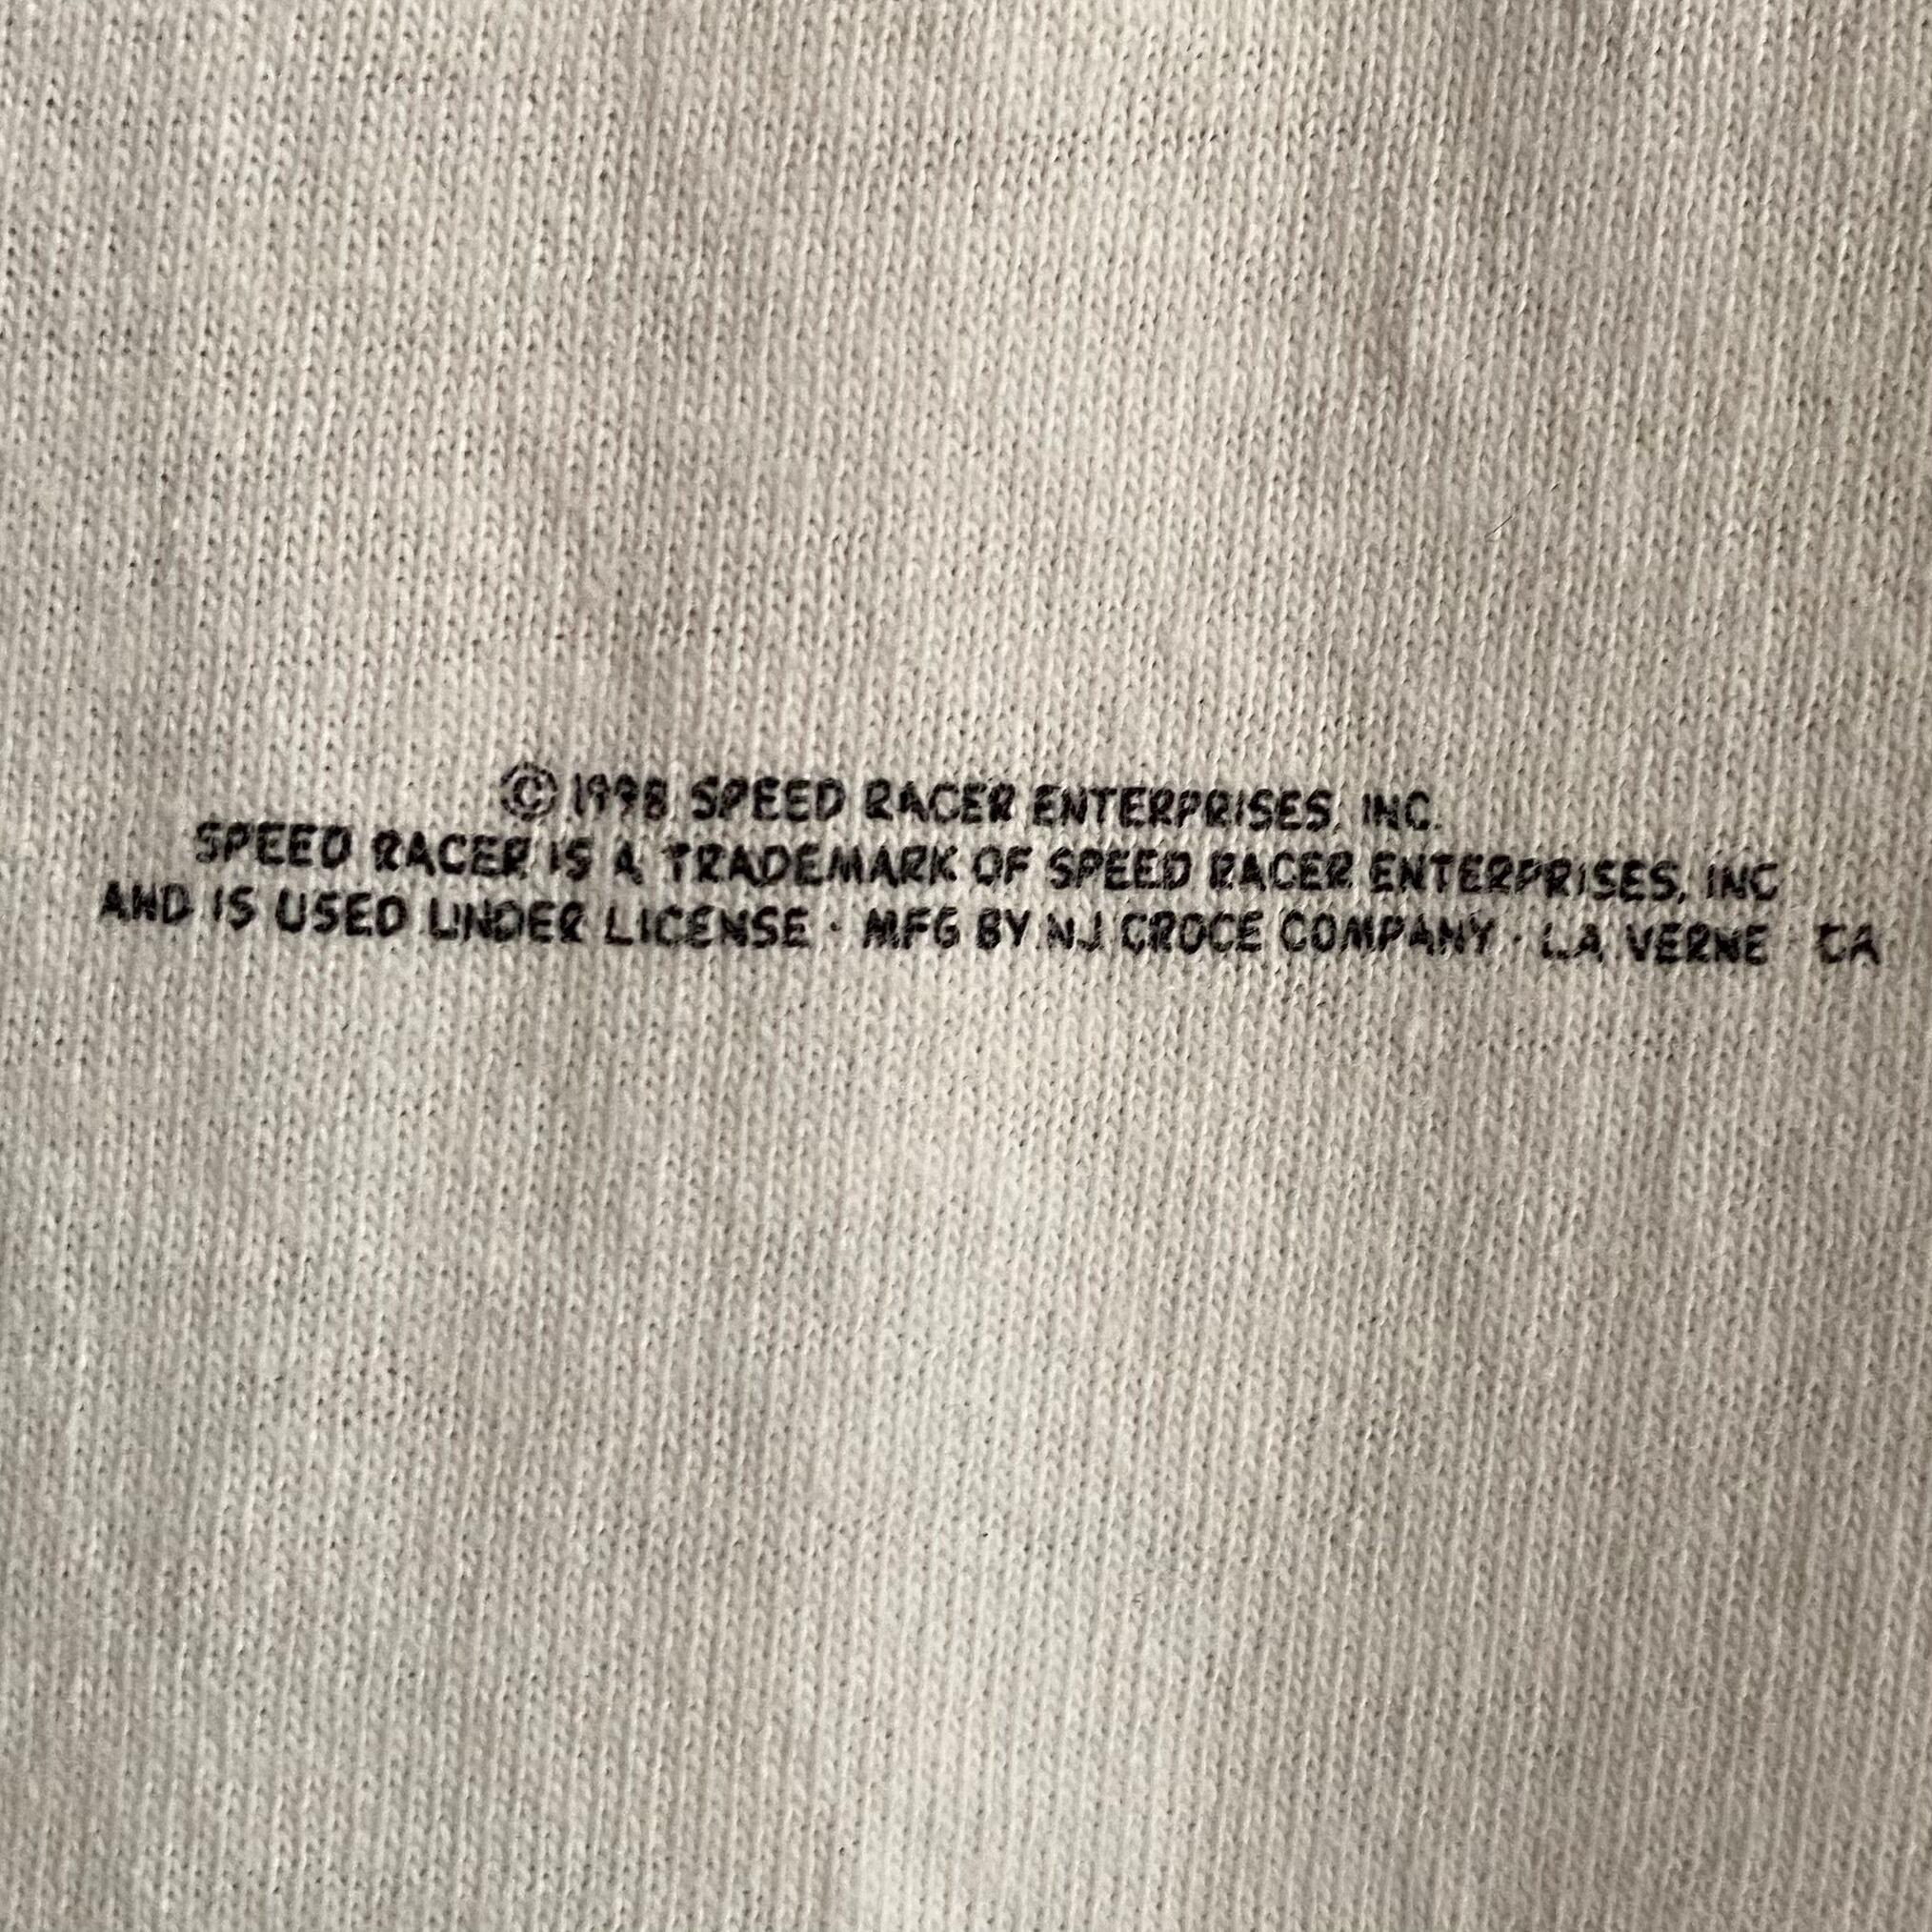 © 1998 SPEED RACER ENTERPRISES, INC.
SPEED RACER IS A TRADEMARK OF SPEED RACER ENTERPRISES, INC
AND IS USED UNDER LICENSE · MFG BY NJ CROCE COMPANY · LA VERNE · CA